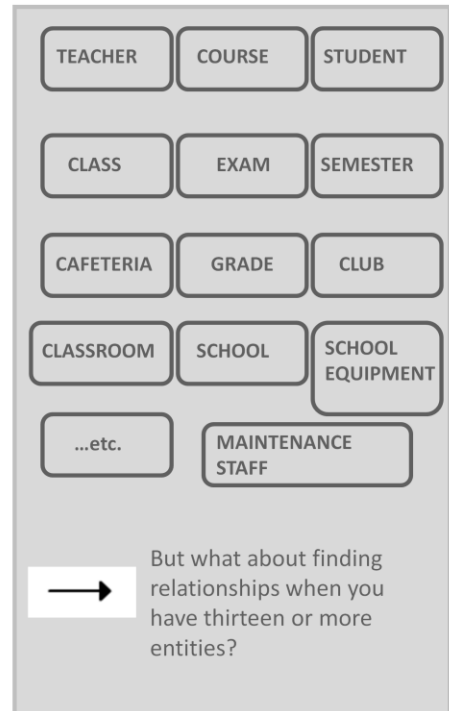 TEACHER
COURSE
STUDENT
CLASS
EXAM
SEMESTER
CAFETERIA
GRADE
CLUB
CLASSROOM
SCHOOL
SCHOOL
EQUIPMENT
...etc.
MAINTENANCE
STAFF
But what about finding
relationships when you
have thirteen or more
entities?